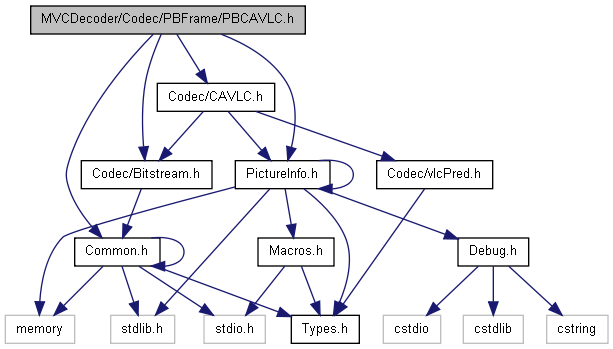 MVCDecoder/Codec/PBFrame/PBCAVLC.h
Codec/CAVLC.h
Codec/Bitstream.h
PictureInfo.h
Codec/vlcPred.h
Common.h
Macros.h
Debug.h
memory
stdlib.h
stdio.h
Types.h
cstdio
cstdlib
cstring